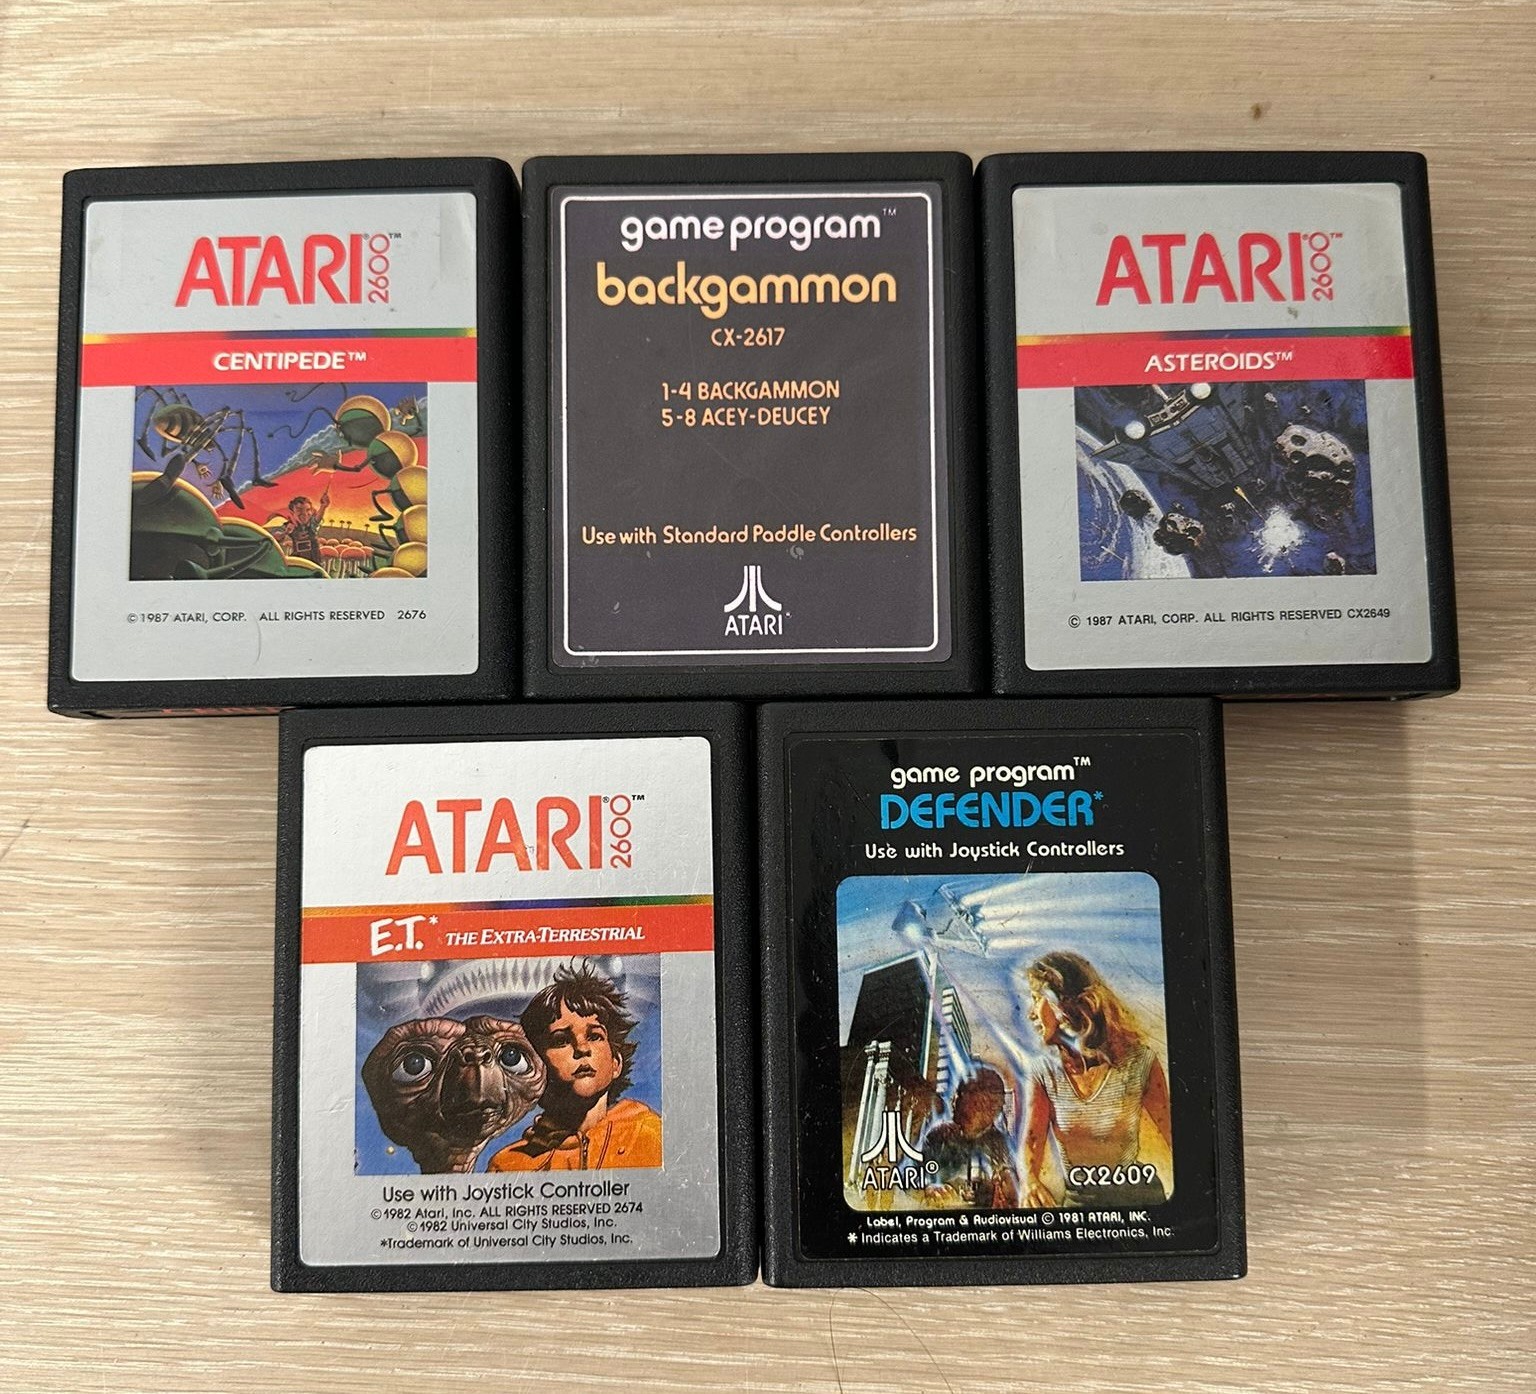 ATARI® 2600™
CENTIPEDE™
© 1987 ATARI, CORP. ALL RIGHTS RESERVED 2676
game program™
backgammon
CX-2617
1-4 BACKGAMMON
5-8 ACEY-DEUCEY
Use with Standard Paddle Controllers
ATARI
ATARI® 2600™
ASTEROIDS™
© 1987 ATARI, CORP. ALL RIGHTS RESERVED CX2649
ATARI® 2600™
E.T.* THE EXTRA-TERRESTRIAL
Use with Joystick Controller
© 1982 Atari, Inc. ALL RIGHTS RESERVED 2674
© 1982 Universal City Studios, Inc.
*Trademark of Universal City Studios, Inc.
game program™
DEFENDER*
Use with Joystick Controllers
ATARI® CX2609
Label, Program & Audiovisual © 1981 ATARI, INC.
* Indicates a Trademark of Williams Electronics, Inc.